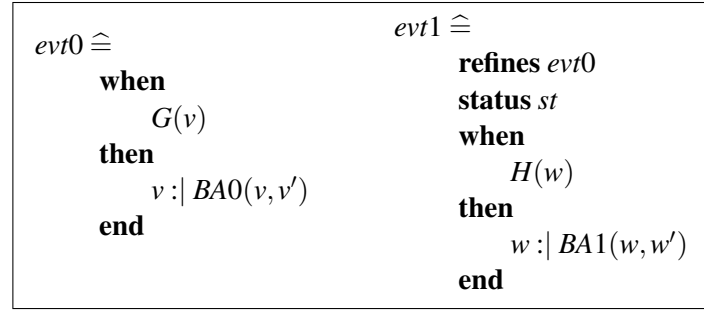 evt0 ≙
when
G(v)
then
v :| BA0(v, v′)
end
evt1 ≙
refines evt0
status st
when
H(w)
then
w :| BA1(w, w′)
end